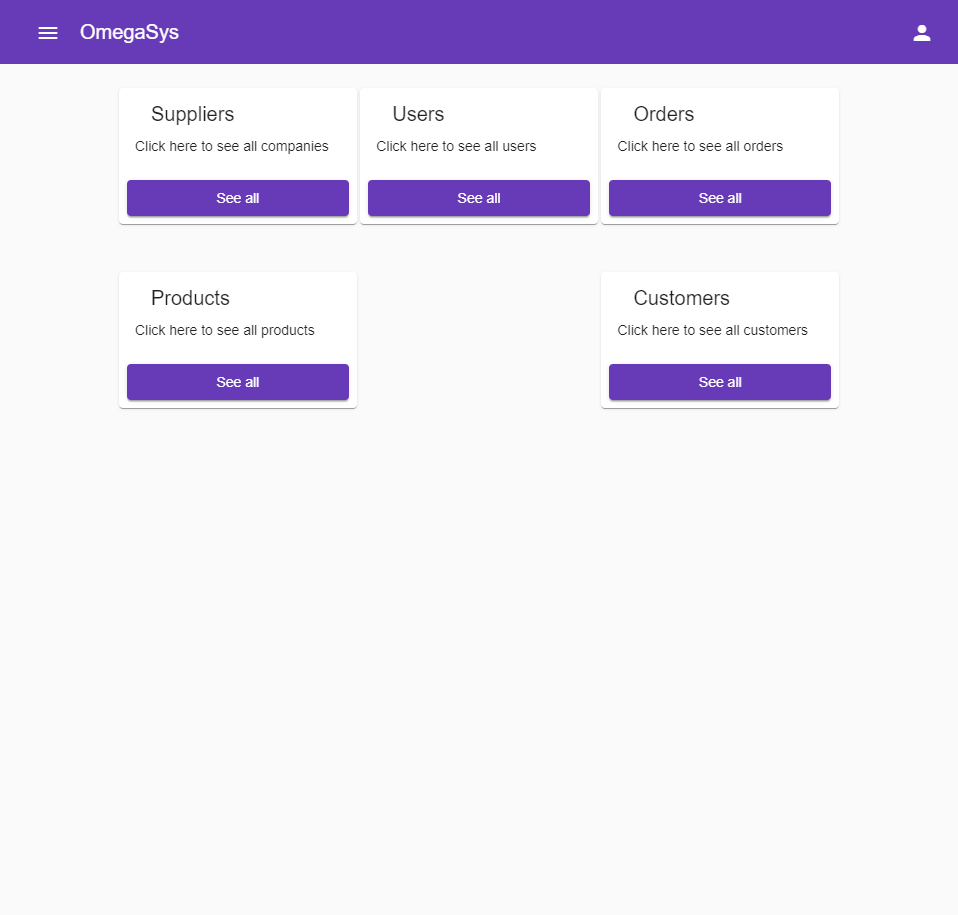 OmegaSys
Suppliers
Click here to see all companies
See all
Users
Click here to see all users
See all
Orders
Click here to see all orders
See all
Products
Click here to see all products
See all
Customers
Click here to see all customers
See all